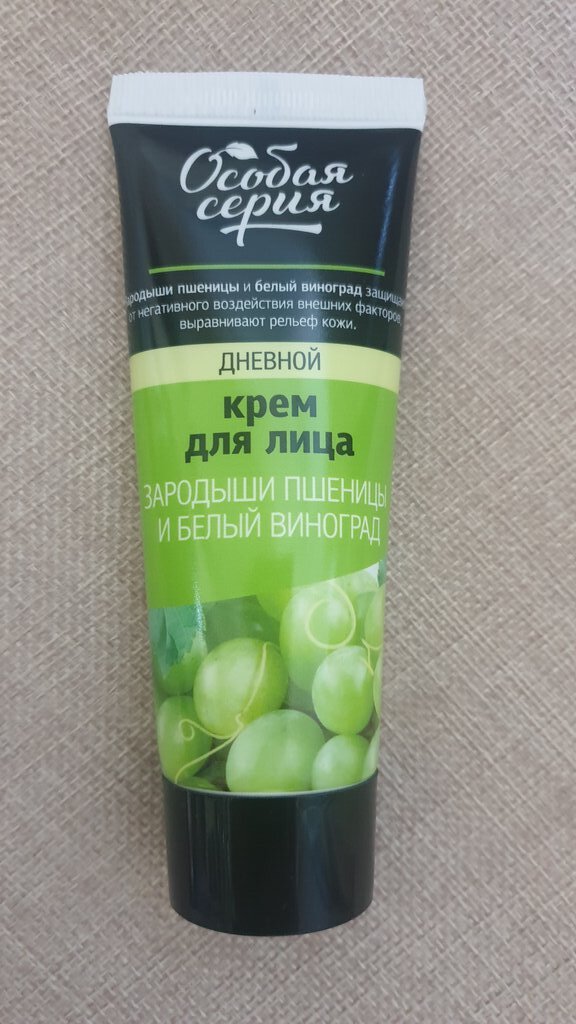 Особая
серия
зародыши пшеницы и белый виноград защищают
от негативного воздействия внешних факторов,
выравнивают рельеф кожи.
ДНЕВНОЙ
крем
для лица
ЗАРОДЫШИ ПШЕНИЦЫ
И БЕЛЫЙ ВИНОГРАД